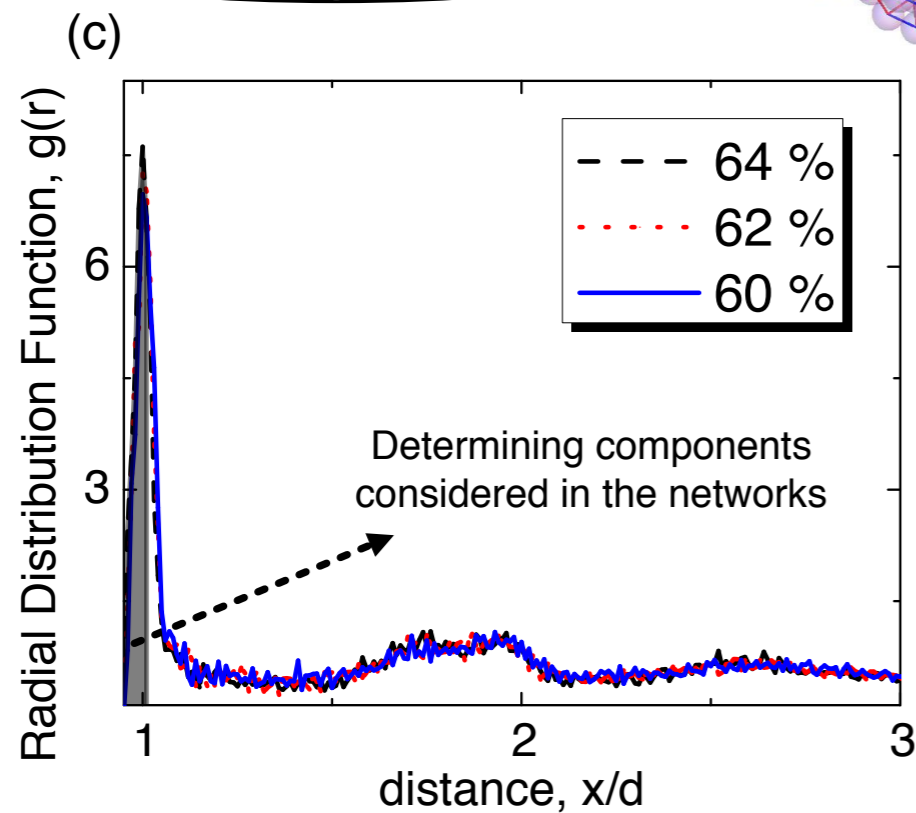 (c)
Radial Distribution Function, g(r)
6
3
64 %
62 %
60 %
Determining components
considered in the networks
1
2
3
distance, x/d